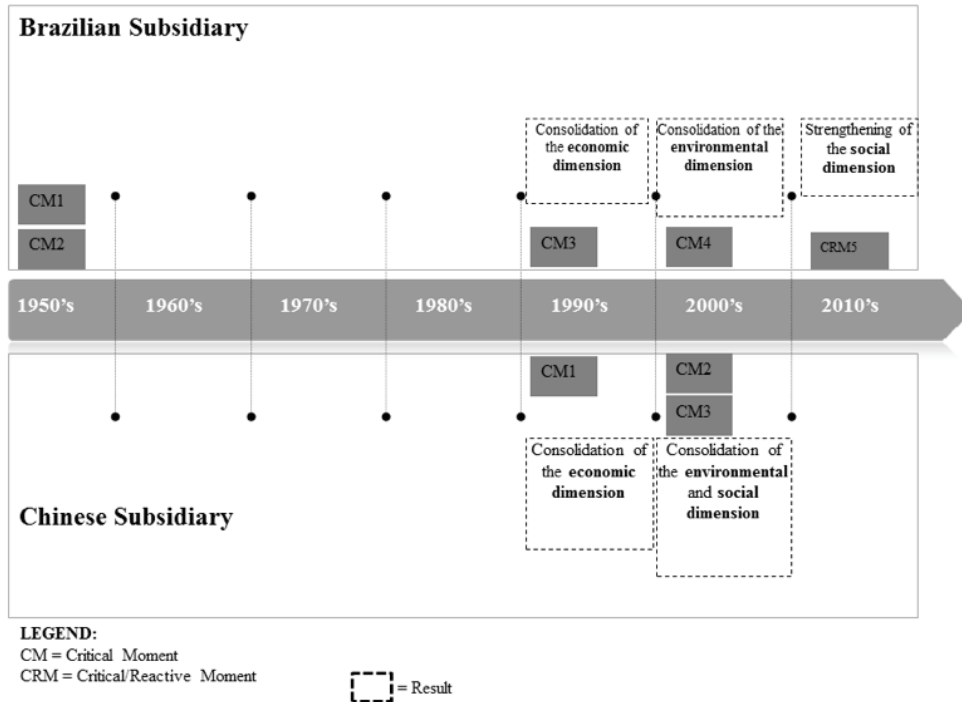 Brazilian Subsidiary
Consolidation of
the economic
dimension
Consolidation of the
environmental
dimension
Strengthening of
the social
dimension
CM1
CM2
CM3
CM4
CRM5
1950's
1960's
1970's
1980's
1990's
2000's
2010's
CM1
CM2
CM3
Consolidation of
the economic
dimension
Consolidation of
the environmental
and social
dimension
Chinese Subsidiary
LEGEND:
CM = Critical Moment
CRM = Critical/Reactive Moment
= Result